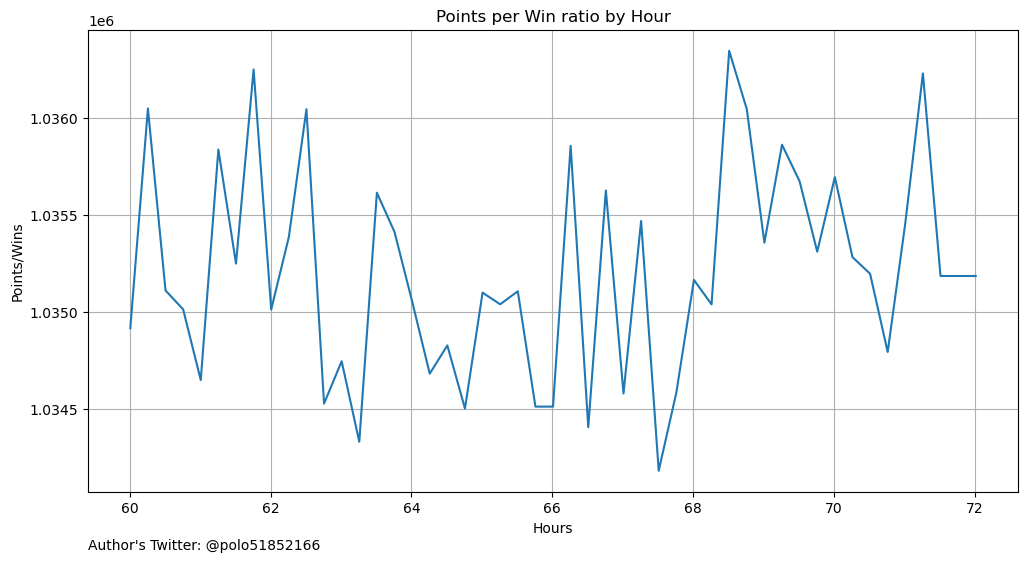 Points per Win ratio by Hour
1e6
1.0360
1.0355
1.0350
1.0345
Points/Wins
60 62 64 66 68 70 72
Hours
Author's Twitter: @polo51852166